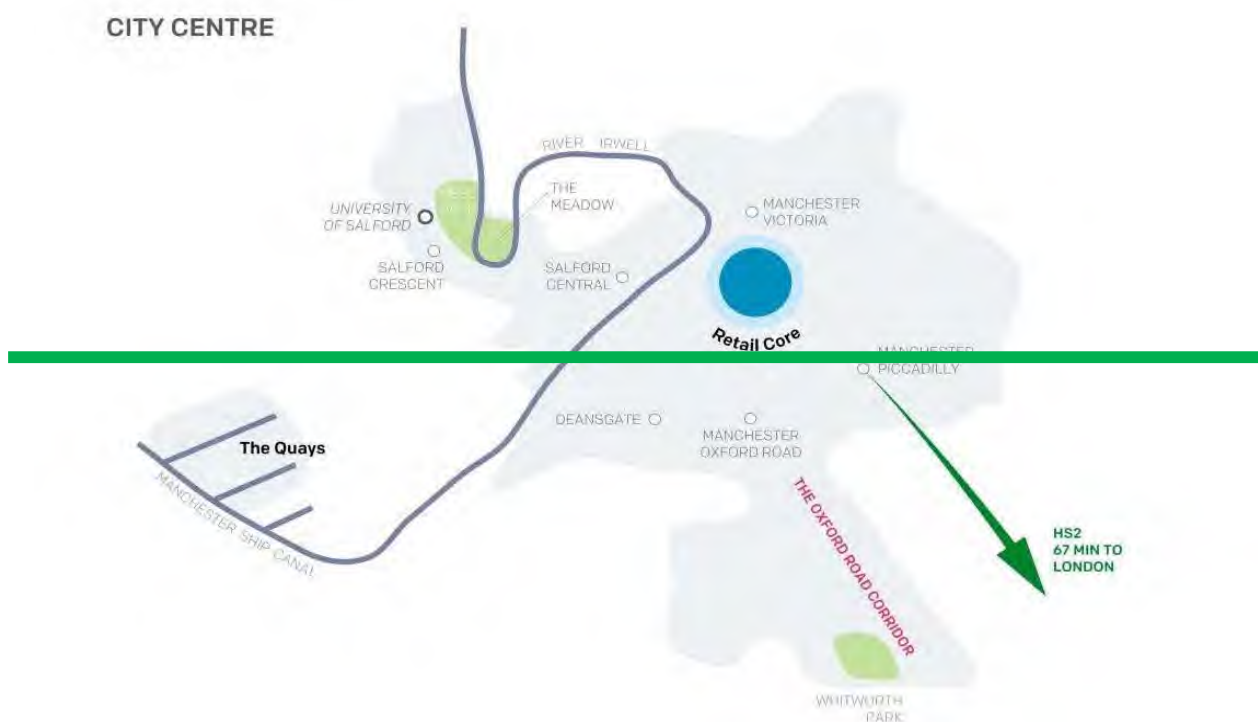 CITY CENTRE
RIVER IRWELL
THE
MEADOW
UNIVERSITY
OF SALFORD
MANCHESTER
VICTORIA
SALFORD
CRESCENT
SALFORD
CENTRAL
Retail Core
MANCHESTER
PICCADILLY
DEANSGATE
MANCHESTER
OXFORD ROAD
The Quays
MANCHESTER SHIP CANAL
THE OXFORD ROAD CORRIDOR
HS2
67 MIN TO
LONDON
WHITWORTH
PARK